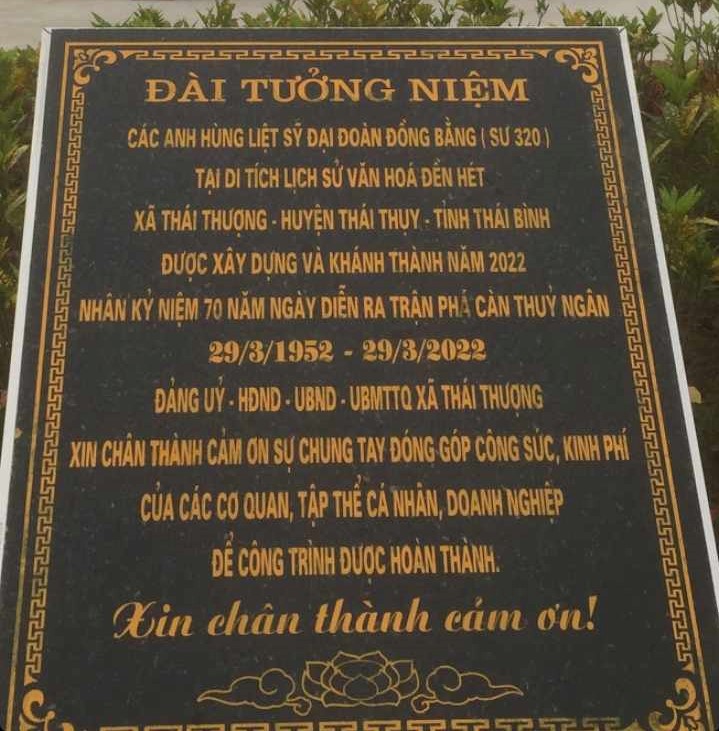 ĐÀI TƯỞNG NIỆM
CÁC ANH HÙNG LIỆT SỸ ĐẠI ĐOÀN ĐỒNG BẰNG ( SƯ 320 )
TẠI DI TÍCH LỊCH SỬ VĂN HOÁ ĐỀN HÉT
XÃ THÁI THƯỢNG - HUYỆN THÁI THỤY - TỈNH THÁI BÌNH
ĐƯỢC XÂY DỰNG VÀ KHÁNH THÀNH NĂM 2022
NHÂN KỶ NIỆM 70 NĂM NGÀY DIỄN RA TRẬN PHÁ CÀN THUỶ NGÂN
29/3/1952 - 29/3/2022
ĐẢNG UỶ - HĐND - UBND - UBMTTQ XÃ THÁI THƯỢNG
XIN CHÂN THÀNH CẢM ƠN SỰ CHUNG TAY ĐÓNG GÓP CÔNG SỨC, KINH PHÍ
CỦA CÁC CƠ QUAN, TẬP THỂ CÁ NHÂN, DOANH NGHIỆP
ĐỂ CÔNG TRÌNH ĐƯỢC HOÀN THÀNH.
Xin chân thành cảm ơn!